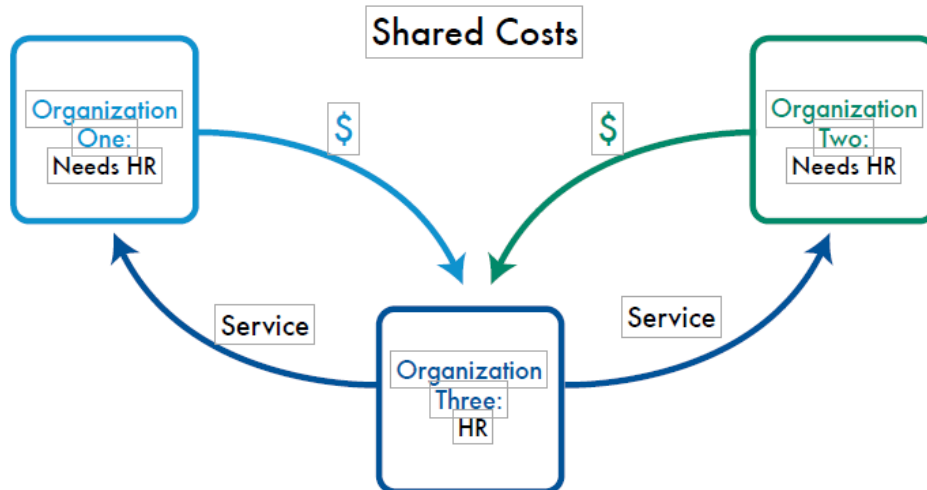 Shared Costs
Organization
One:
Needs HR
$
$
Organization
Two:
Needs HR
Service
Service
Organization
Three:
HR